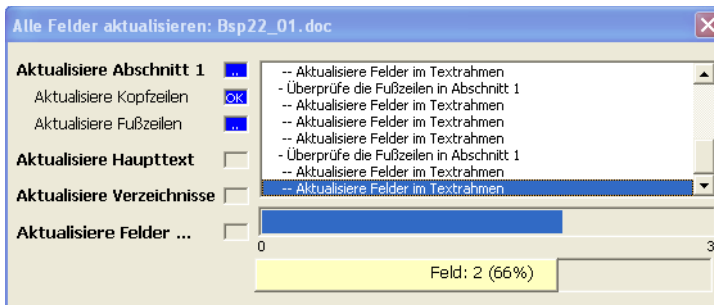 Alle Felder aktualisieren: Bsp22_01.doc
Aktualisiere Abschnitt 1 ..
Aktualisiere Kopfzeilen OK
Aktualisiere Fußzeilen ..
Aktualisiere Haupttext
Aktualisiere Verzeichnisse
Aktualisiere Felder ...
-- Aktualisiere Felder im Textrahmen
- Überprüfe die Fußzeilen in Abschnitt 1
-- Aktualisiere Felder im Textrahmen
-- Aktualisiere Felder im Textrahmen
-- Aktualisiere Felder im Textrahmen
- Überprüfe die Fußzeilen in Abschnitt 1
-- Aktualisiere Felder im Textrahmen
-- Aktualisiere Felder im Textrahmen
0 3
Feld: 2 (66%)